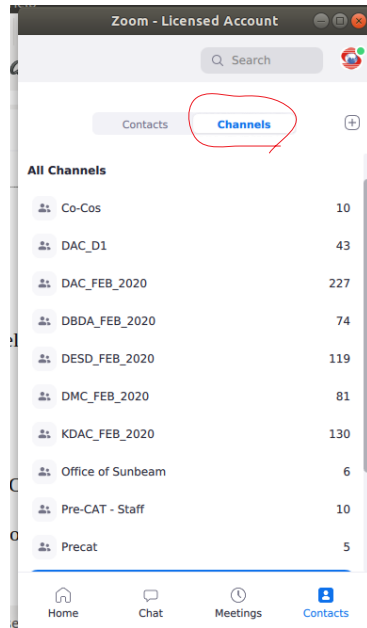 Zoom - Licensed Account
Search
Contacts
Channels
All Channels
Co-Cos 10
DAC_D1 43
DAC_FEB_2020 227
DBDA_FEB_2020 74
DESD_FEB_2020 119
DMC_FEB_2020 81
KDAC_FEB_2020 130
Office of Sunbeam 6
Pre-CAT - Staff 10
Precat 5
Home
Chat
Meetings
Contacts